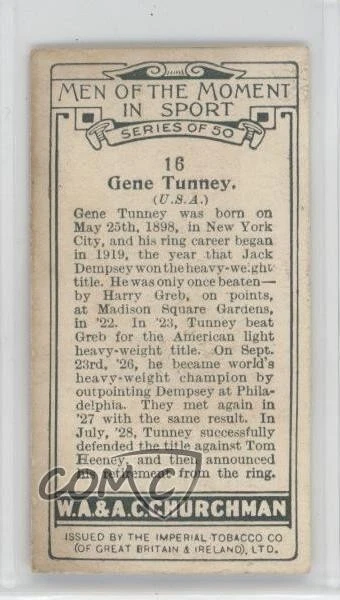 MEN OF THE MOMENT
IN SPORT
SERIES OF 50
16
Gene Tunney.
(U.S.A.)
Gene Tunney was born on
May 25th, 1898, in New York
City, and his ring career began
in 1919, the year that Jack
Dempsey won the heavy-weight
title. He was only once beaten—
by Harry Greb, on points,
at Madison Square Gardens,
in '22. In '23, Tunney beat
Greb for the American light
heavy-weight title. On Sept.
23rd, '26, he became world's
heavy-weight champion by
outpointing Dempsey at Phila-
delphia. They met again in
'27 with the same result. In
July, '28, Tunney successfully
defended the title against Tom
Heeney, and then announced
his retirement from the ring.
COMC
W.A. & A.C. CHURCHMAN
ISSUED BY THE IMPERIAL TOBACCO CO
(OF GREAT BRITAIN & IRELAND), LTD.